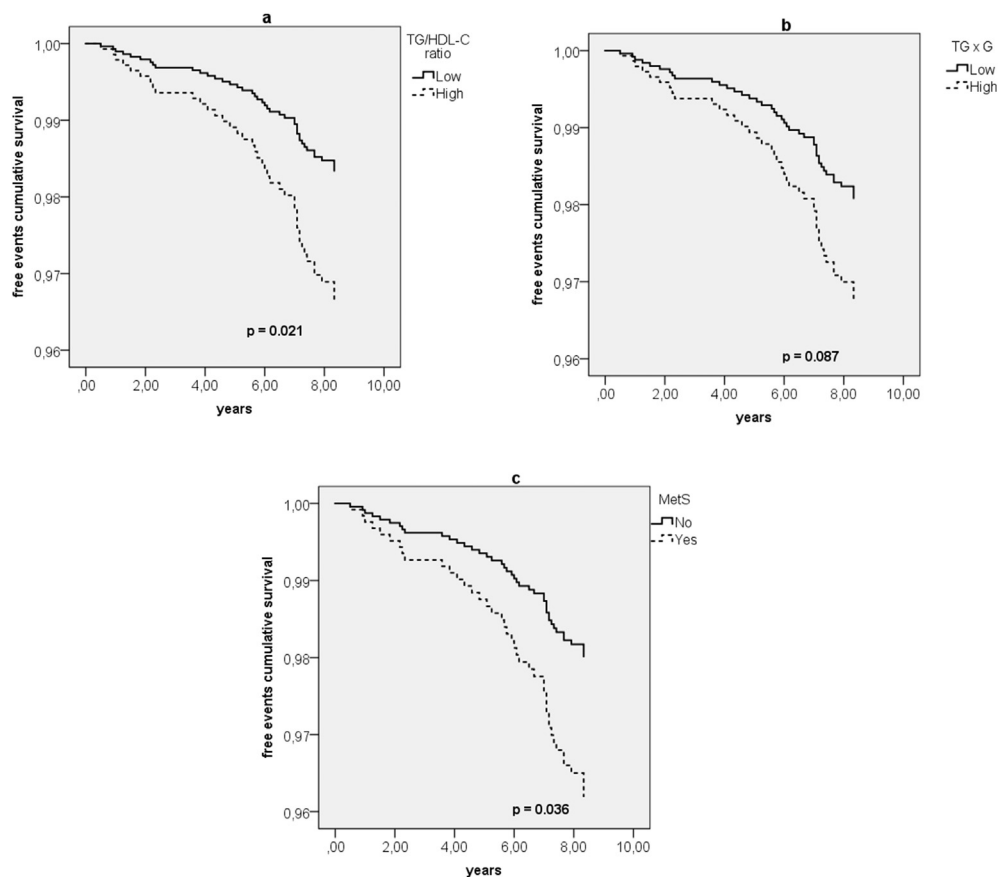 a
TG/HDL-C
ratio
Low
High
1,00
0,99
0,98
0,97
0,96
free events cumulative survival
p = 0.021
,00 2,00 4,00 6,00 8,00 10,00
years
b
TG x G
Low
High
1,00
0,99
0,98
0,97
0,96
free events cumulative survival
p = 0.087
,00 2,00 4,00 6,00 8,00 10,00
years
c
MetS
No
Yes
1,00
0,99
0,98
0,97
0,96
free events cumulative survival
p = 0.036
,00 2,00 4,00 6,00 8,00 10,00
years